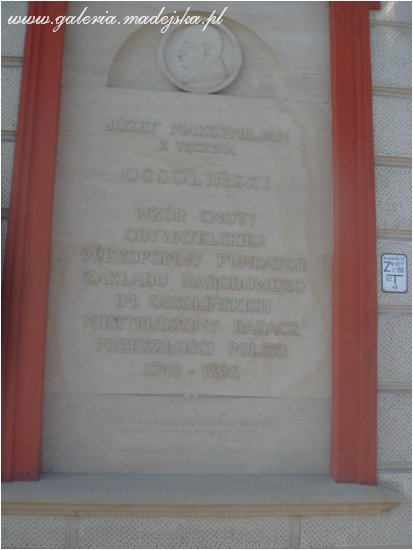 www.galeria.madejska.pl
JÓZEF MAKSYMILJAN
Z TĘCZYNA
OSSOLIŃSKI
WZÓR CNOTY
OBYWATELSKIEJ
WIEKOPOMNY FUNDATOR
ZAKŁADU NARODOWEGO
IM. OSSOLIŃSKICH
NIESTRUDZONY BADACZ
PRZESZŁOŚCI POLSKI
1748 - 1826
Z
T